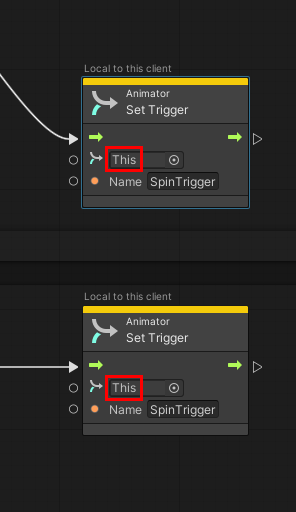 Local to this client
Animator
Set Trigger
This
Name SpinTrigger
Local to this client
Animator
Set Trigger
This
Name SpinTrigger